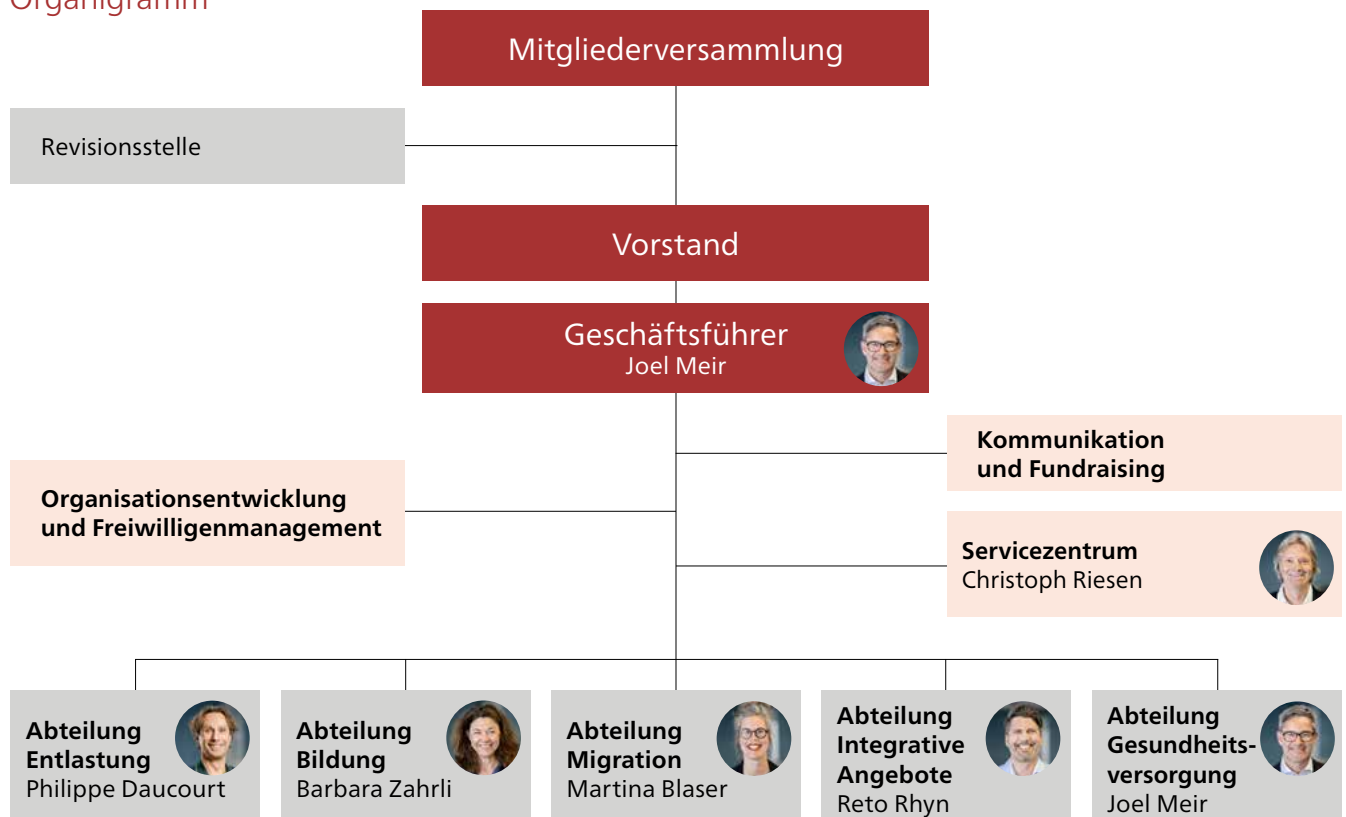 Organigramm
Mitgliederversammlung
Revisionsstelle
Vorstand
Geschäftsführer
Joel Meir
Kommunikation
und Fundraising
Organisationsentwicklung
und Freiwilligenmanagement
Servicezentrum
Christoph Riesen
Abteilung
Entlastung
Philippe Daucourt
Abteilung
Bildung
Barbara Zahrli
Abteilung
Migration
Martina Blaser
Abteilung
Integrative
Angebote
Reto Rhyn
Abteilung
Gesundheits-
versorgung
Joel Meir